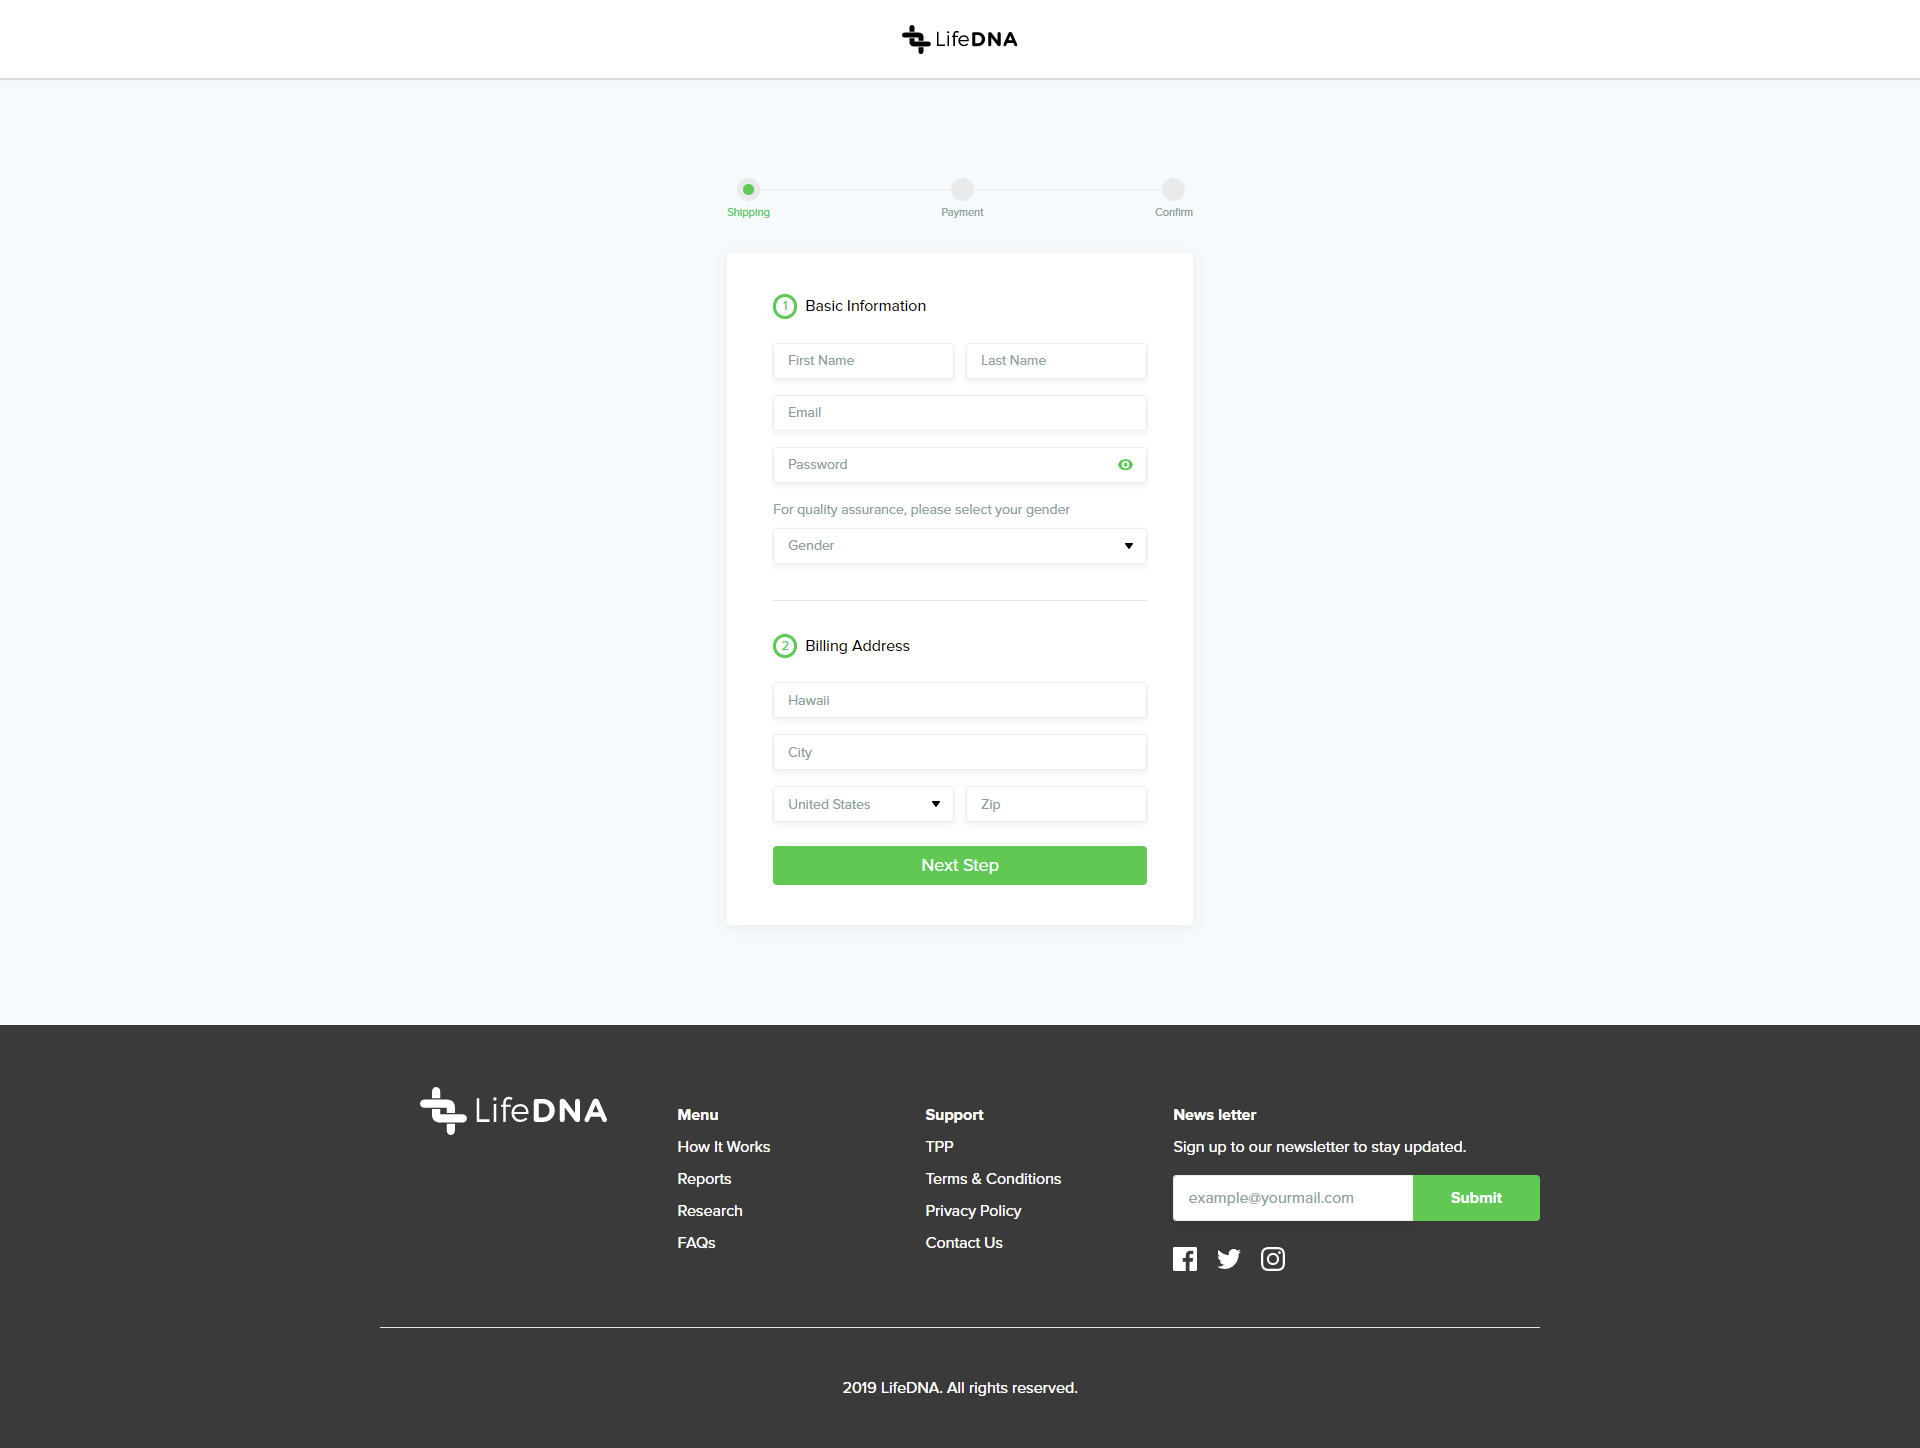 LifeDNA
Shipping
Payment
Confirm
1 Basic Information
First Name
Last Name
Email
Password
For quality assurance, please select your gender
Gender
2 Billing Address
Hawaii
City
United States
Zip
Next Step
LifeDNA
Menu
How It Works
Reports
Research
FAQs
Support
TPP
Terms & Conditions
Privacy Policy
Contact Us
News letter
Sign up to our newsletter to stay updated.
example@yourmail.com
Submit
2019 LifeDNA. All rights reserved.